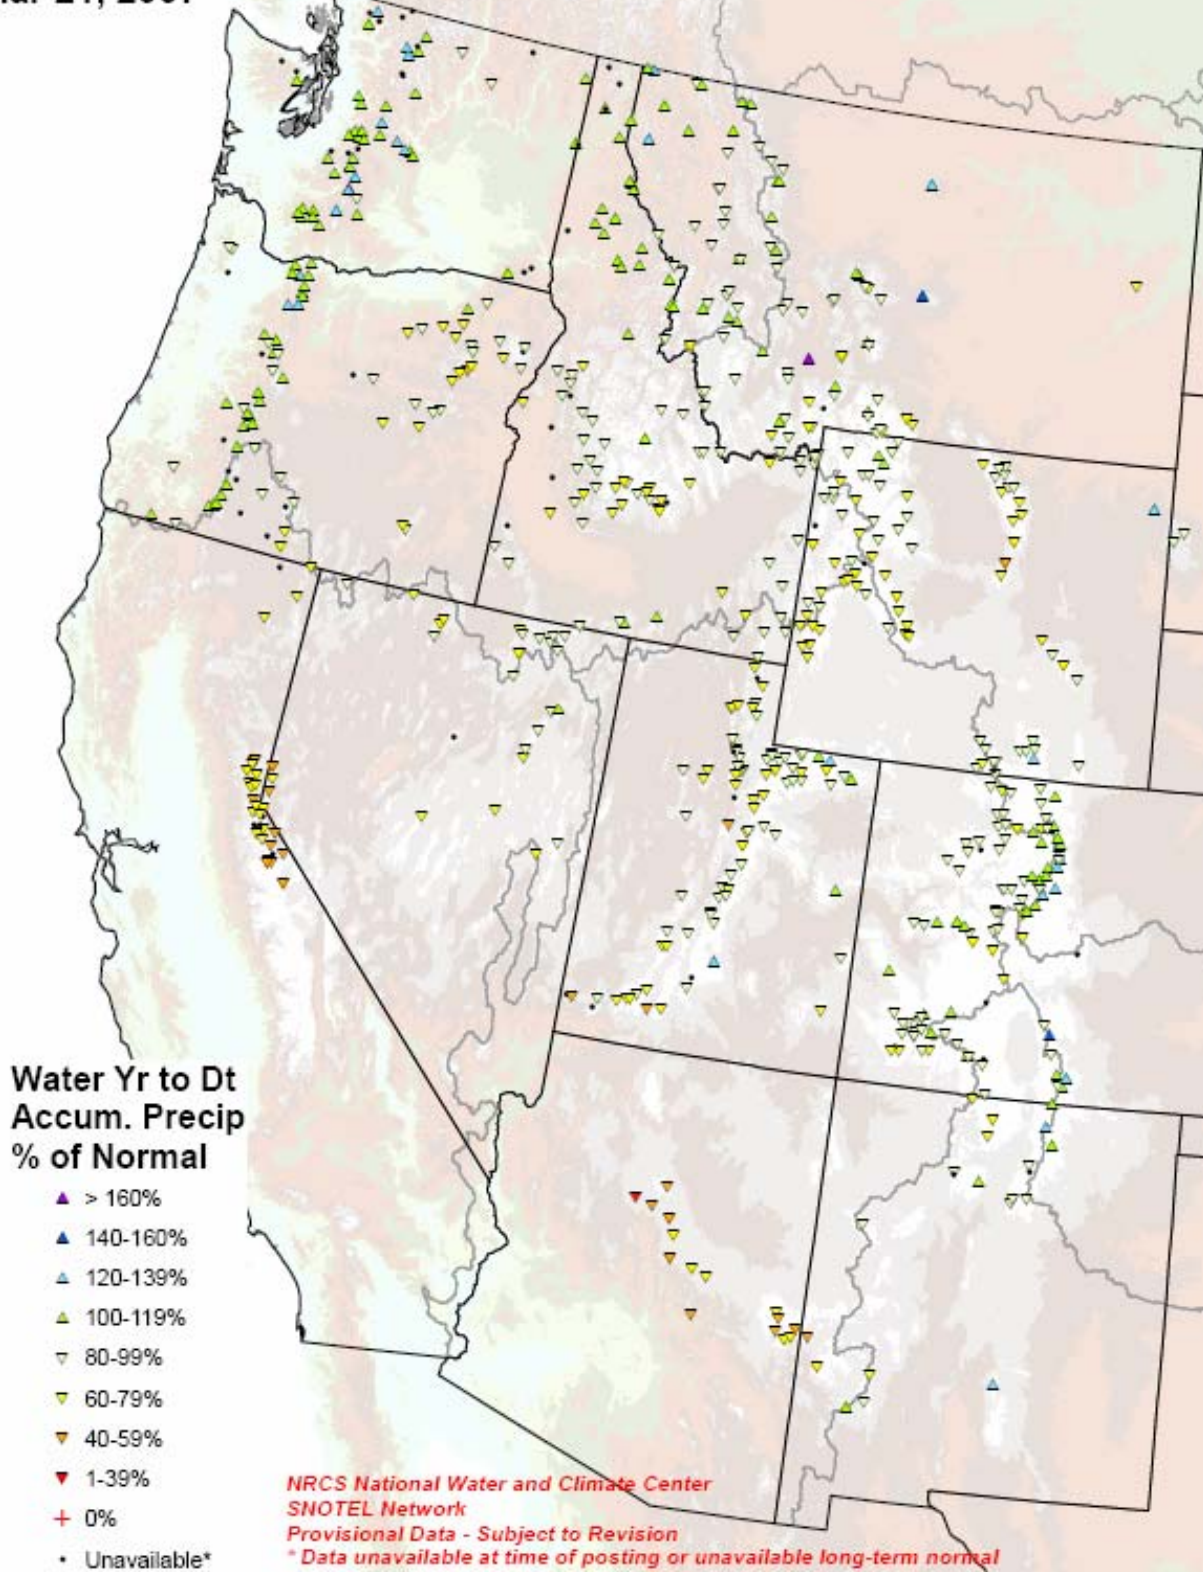 Water Yr to Dt
Accum. Precip
% of Normal
> 160%
140-160%
120-139%
100-119%
80-99%
60-79%
40-59%
1-39%
0%
Unavailable*
NRCS National Water and Climate Center
SNOTEL Network
Provisional Data - Subject to Revision
* Data unavailable at time of posting or unavailable long-term normal